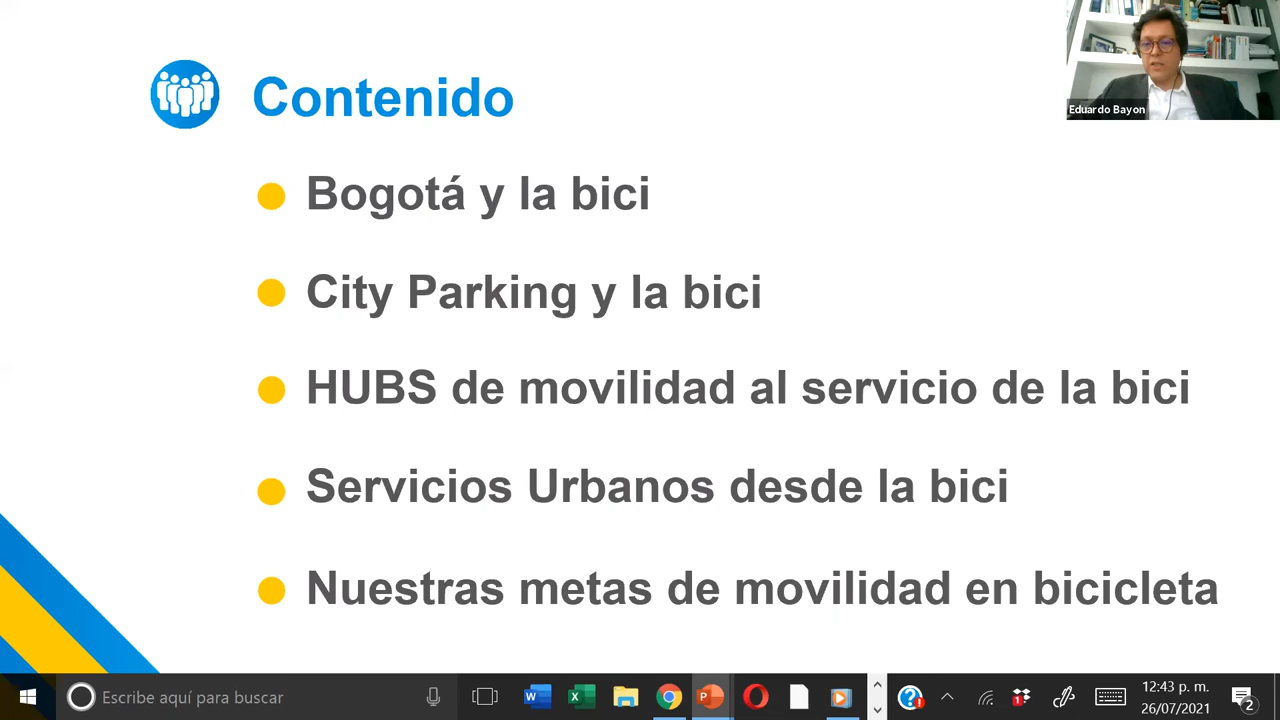 Contenido
Eduardo Bayon
Bogotá y la bici
City Parking y la bici
HUBS de movilidad al servicio de la bici
Servicios Urbanos desde la bici
Nuestras metas de movilidad en bicicleta
Escribe aquí para buscar
12:43 p. m.
26/07/2021
2